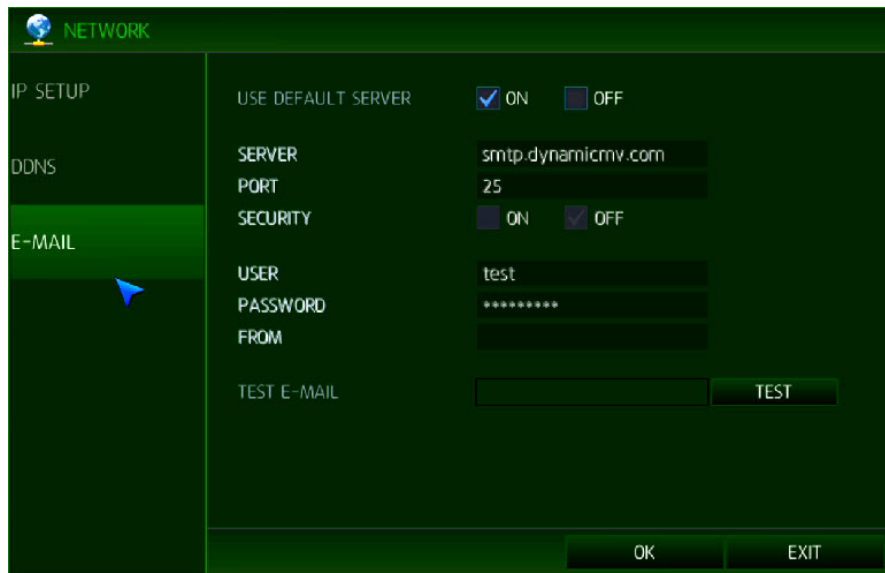 NETWORK
IP SETUP
DDNS
E-MAIL
USE DEFAULT SERVER ON OFF
SERVER smtp.dynamicmv.com
PORT 25
SECURITY ON OFF
USER test
PASSWORD *********
FROM
TEST E-MAIL TEST
OK EXIT